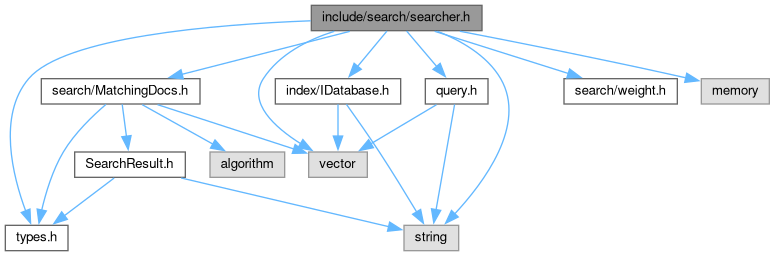 include/search/searcher.h
search/MatchingDocs.h
index/IDatabase.h
query.h
search/weight.h
memory
SearchResult.h
algorithm
vector
types.h
string